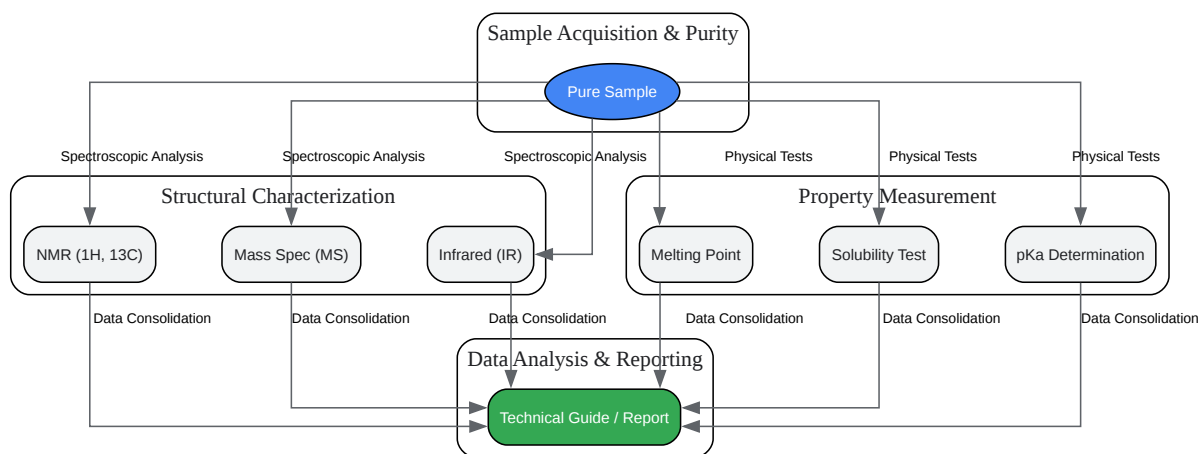 Sample Acquisition & Purity
Pure Sample
Spectroscopic Analysis
Spectroscopic Analysis
Spectroscopic Analysis
Physical Tests
Physical Tests
Physical Tests
Structural Characterization
Property Measurement
NMR (1H, 13C)
Mass Spec (MS)
Infrared (IR)
Melting Point
Solubility Test
pKa Determination
Data Consolidation
Data Consolidation
Data Consolidation
Data Consolidation
Data Consolidation
Data Consolidation
Data Analysis & Reporting
Technical Guide / Report